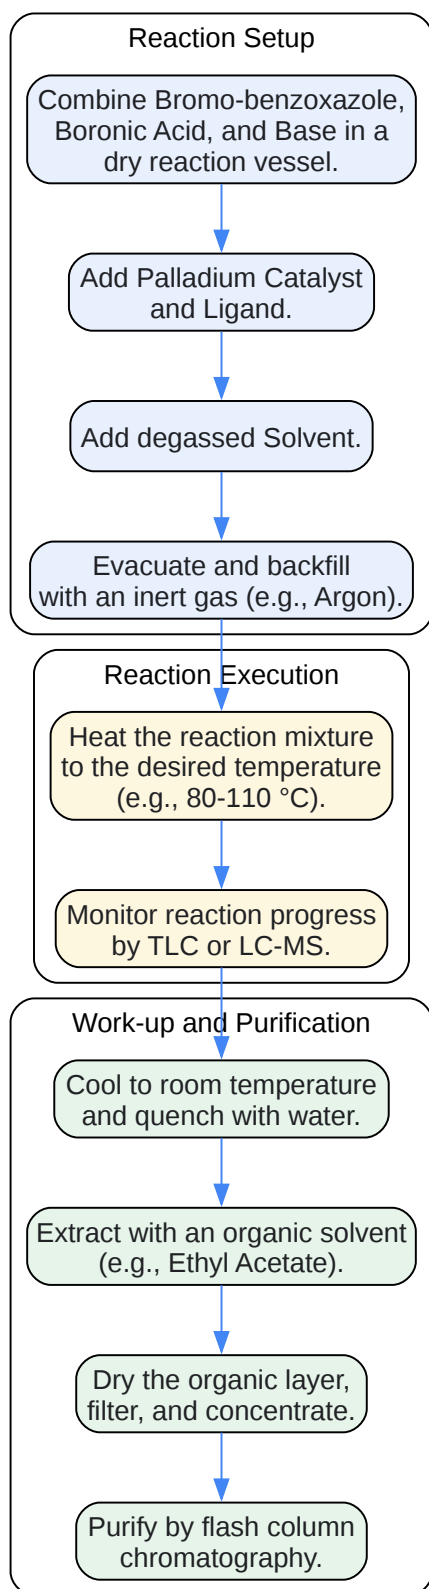 Reaction Setup
Combine Bromo-benzoxazole,
Boronic Acid, and Base in a
dry reaction vessel.
Add Palladium Catalyst
and Ligand.
Add degassed Solvent.
Evacuate and backfill
with an inert gas (e.g., Argon).
Reaction Execution
Heat the reaction mixture
to the desired temperature
(e.g., 80-110 °C).
Monitor reaction progress
by TLC or LC-MS.
Work-up and Purification
Cool to room temperature
and quench with water.
Extract with an organic solvent
(e.g., Ethyl Acetate).
Dry the organic layer,
filter, and concentrate.
Purify by flash column
chromatography.